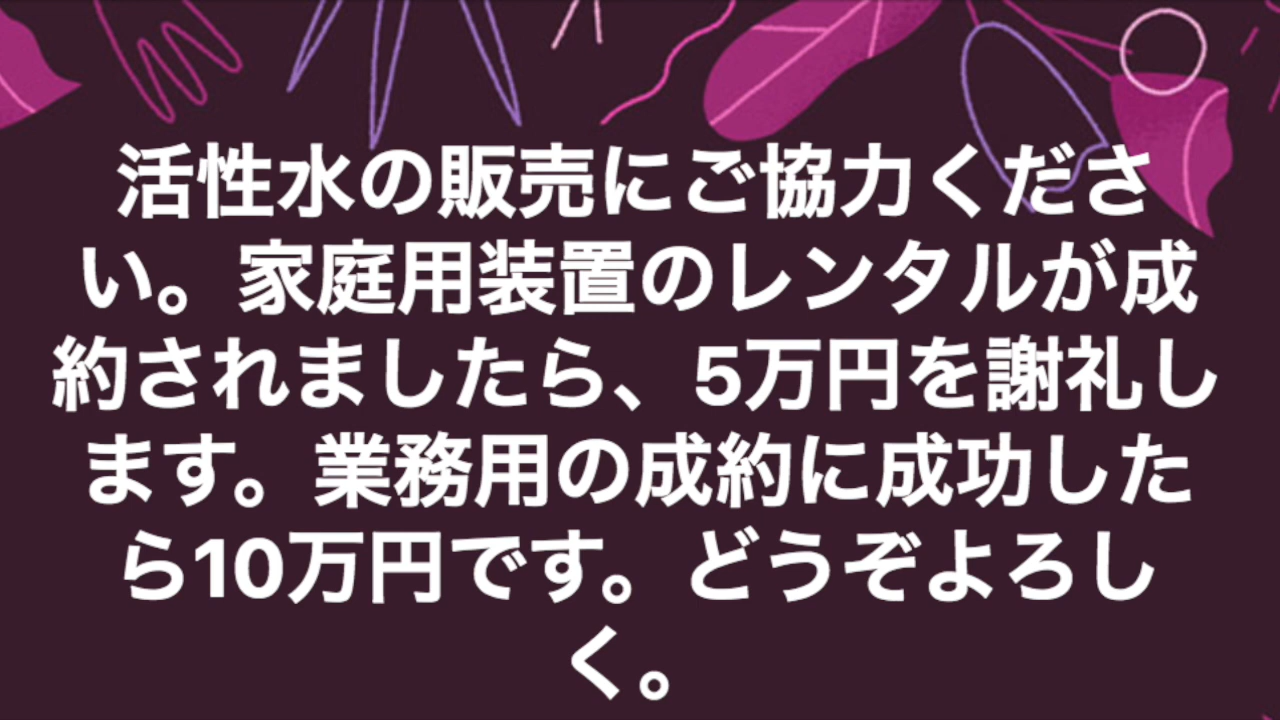 活性水の販売にご協力くださ
い。家庭用装置のレンタルが成
約されましたら、5万円を謝礼し
ます。業務用の成約に成功した
ら10万円です。どうぞよろし
く。